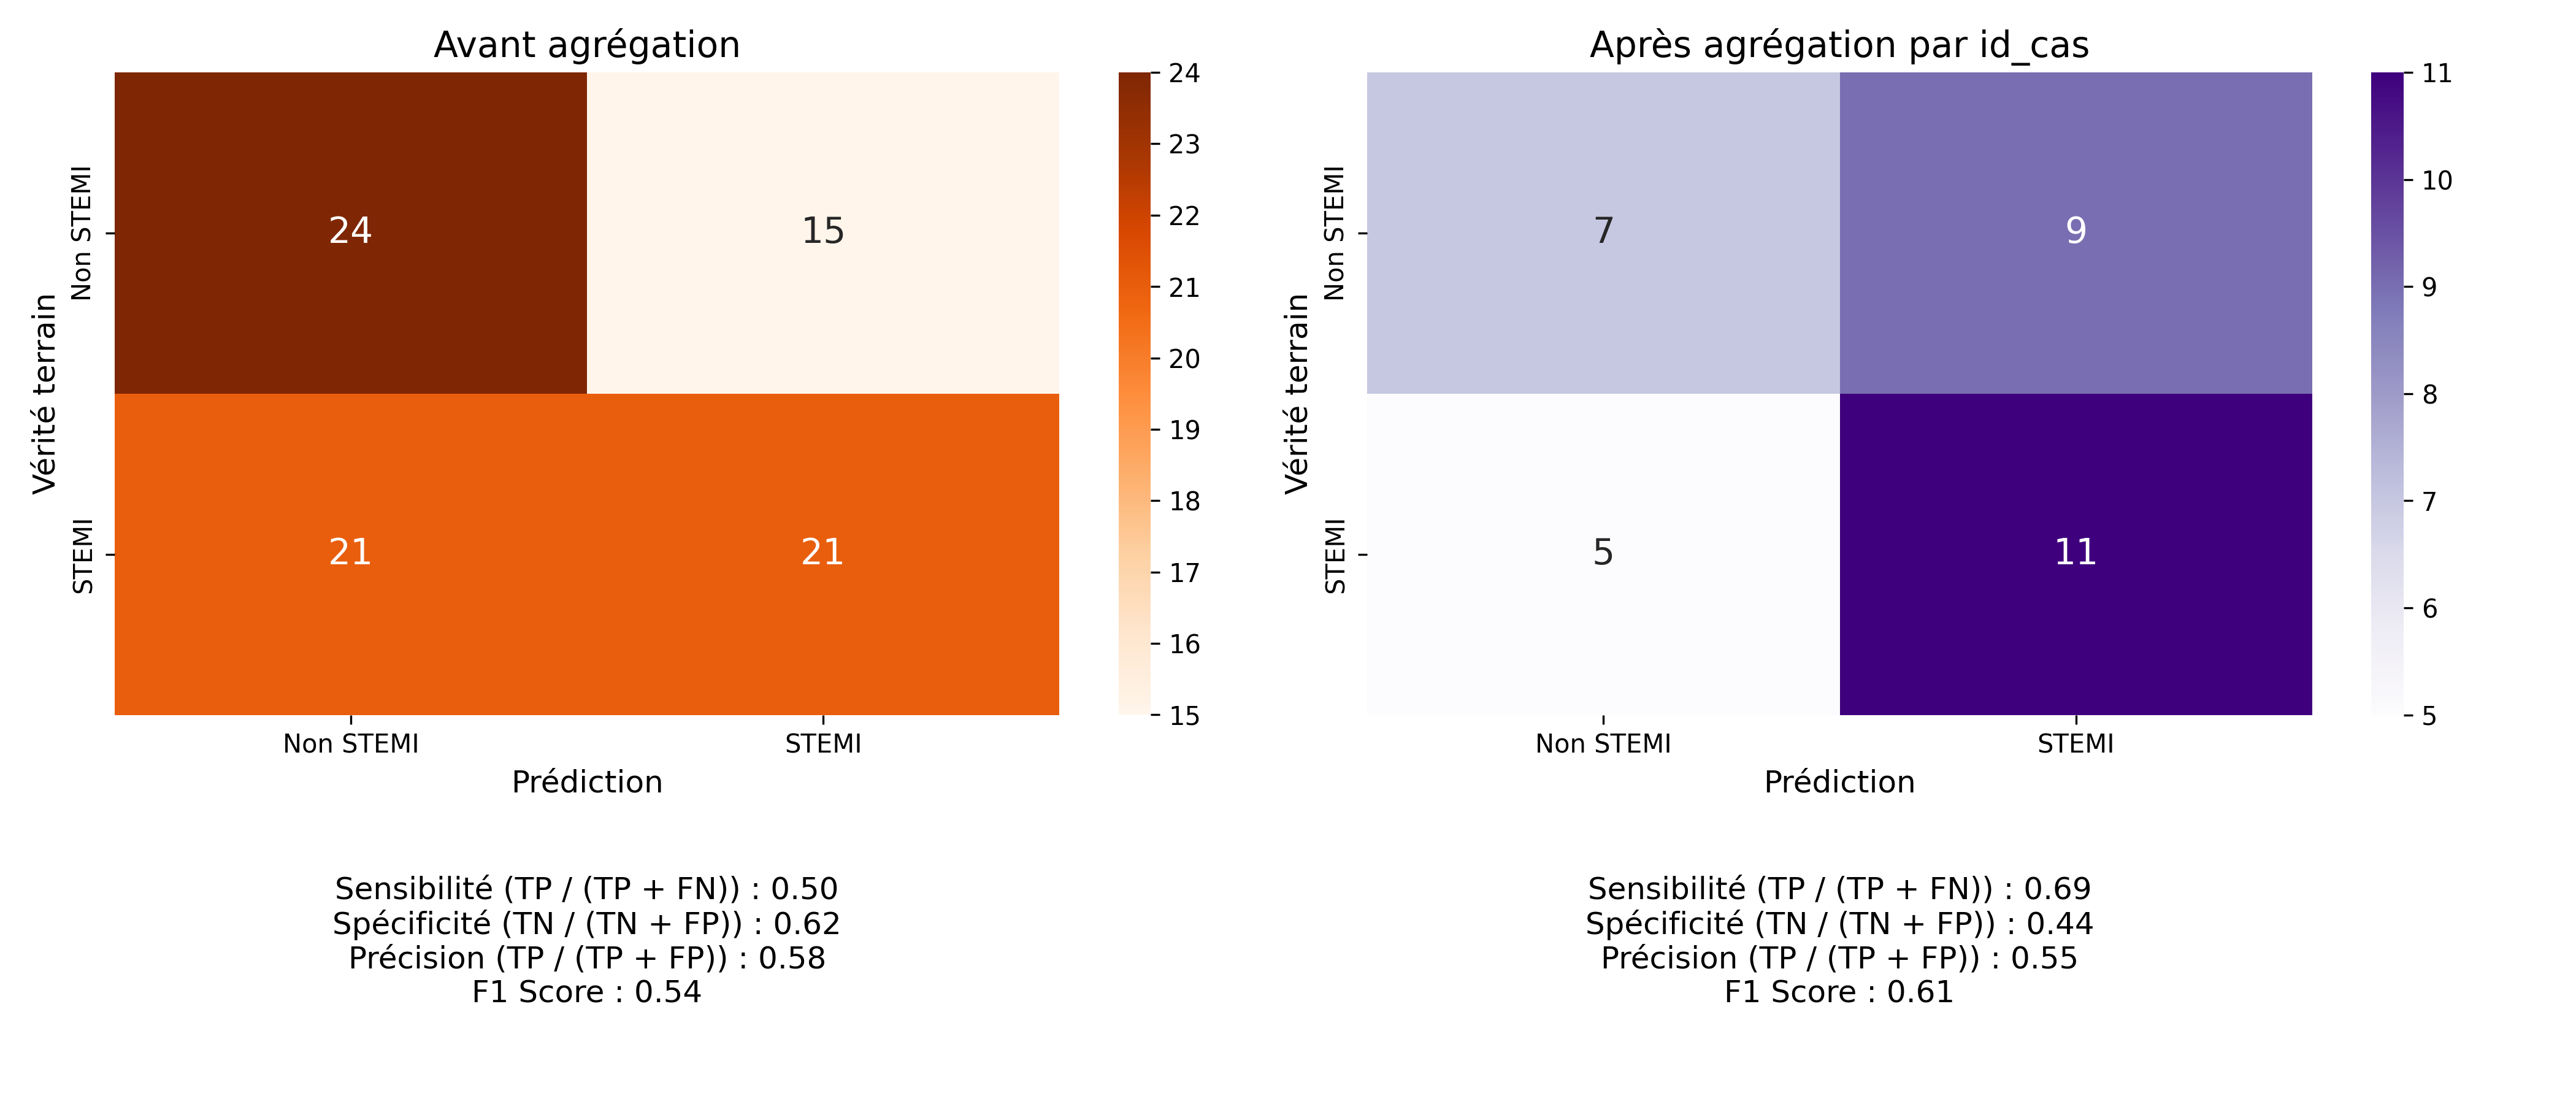 Avant agrégation
24
15
21
21
Non STEMI
STEMI
Vérité terrain
Non STEMI
STEMI
Prédiction
24
23
22
21
20
19
18
17
16
15
Sensibilité (TP / (TP + FN)) : 0.50
Spécificité (TN / (TN + FP)) : 0.62
Précision (TP / (TP + FP)) : 0.58
F1 Score : 0.54
Après agrégation par id_cas
7
9
5
11
Non STEMI
STEMI
Vérité terrain
Non STEMI
STEMI
Prédiction
11
10
9
8
7
6
5
Sensibilité (TP / (TP + FN)) : 0.69
Spécificité (TN / (TN + FP)) : 0.44
Précision (TP / (TP + FP)) : 0.55
F1 Score : 0.61